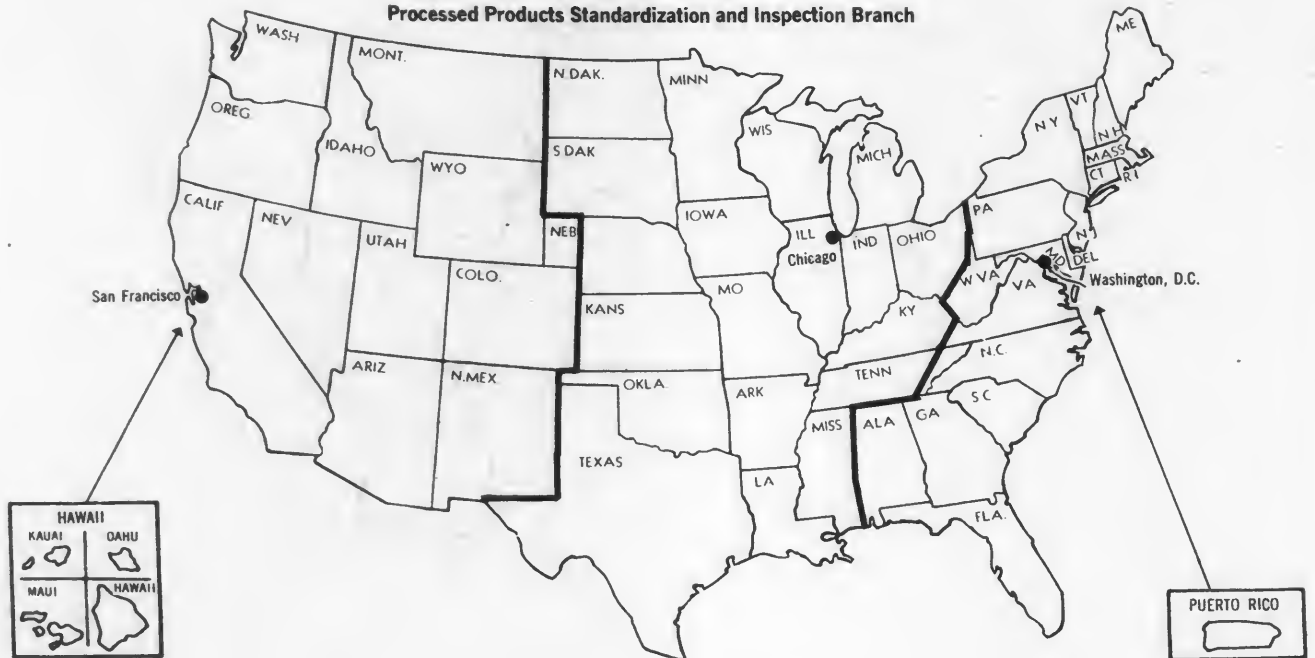 Processed Products Standardization and Inspection Branch
WASH
MONT.
N.DAK.
MINN
ME
VT
N.Y
N H
OREG.
IDAHO
WIS
MICH
MASS
S.DAK
WYO
CT
R I
CALIF
NEV
IOWA
PA
UTAH
NEB
ILL
IND
OHIO
N J
Chicago
DEL
MD.
COLO.
W VA
VA
Washington, D.C.
San Francisco
KANS
MO
KY
ARIZ
N.MEX.
OKLA.
ARK
TENN
N.C.
S C
MISS
ALA
GA
TEXAS
LA
FLA.
HAWAII
KAUAI
OAHU
MAUI
HAWAII
PUERTO RICO